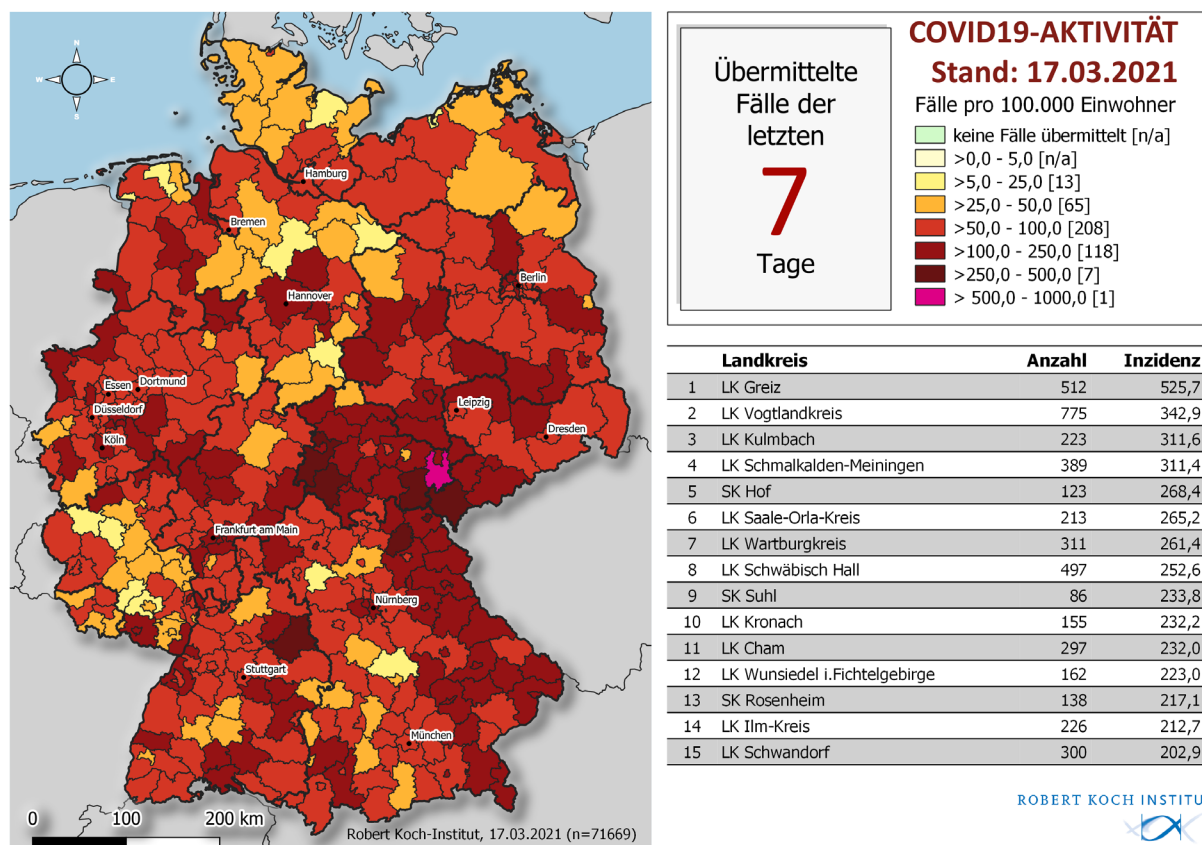 N
W
E
S
Hamburg
Bremen
Berlin
Hannover
Essen
Dortmund
Düsseldorf
Leipzig
Köln
Dresden
Frankfurt am Main
Nürnberg
Stuttgart
München
0 100 200 km
Robert Koch-Institut, 17.03.2021 (n=71669)
Übermittelte
Fälle der
letzten
7
Tage
COVID19-AKTIVITÄT
Stand: 17.03.2021
Fälle pro 100.000 Einwohner
keine Fälle übermittelt [n/a]
>0,0 - 5,0 [n/a]
>5,0 - 25,0 [13]
>25,0 - 50,0 [65]
>50,0 - 100,0 [208]
>100,0 - 250,0 [118]
>250,0 - 500,0 [7]
> 500,0 - 1000,0 [1]
Landkreis Anzahl Inzidenz
1 LK Greiz 512 525,7
2 LK Vogtlandkreis 775 342,9
3 LK Kulmbach 223 311,6
4 LK Schmalkalden-Meiningen 389 311,4
5 SK Hof 123 268,4
6 LK Saale-Orla-Kreis 213 265,2
7 LK Wartburgkreis 311 261,4
8 LK Schwäbisch Hall 497 252,6
9 SK Suhl 86 233,8
10 LK Kronach 155 232,2
11 LK Cham 297 232,0
12 LK Wunsiedel i.Fichtelgebirge 162 223,0
13 SK Rosenheim 138 217,1
14 LK Ilm-Kreis 226 212,7
15 LK Schwandorf 300 202,9
ROBERT KOCH INSTITU